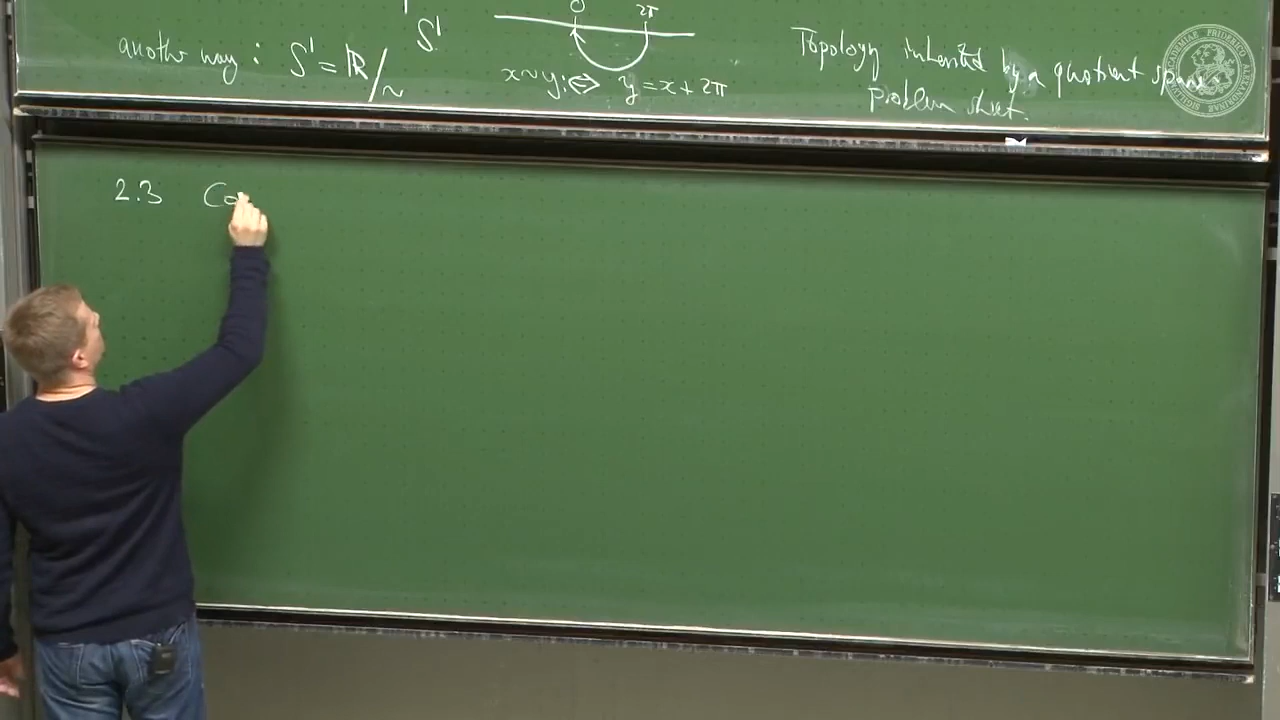 S¹
0 2π
another way : S¹ = ℝ/~
x ~ y :⇔ y = x + 2π
Topology inherited by a quotient space
problem sheet.
2.3 Co